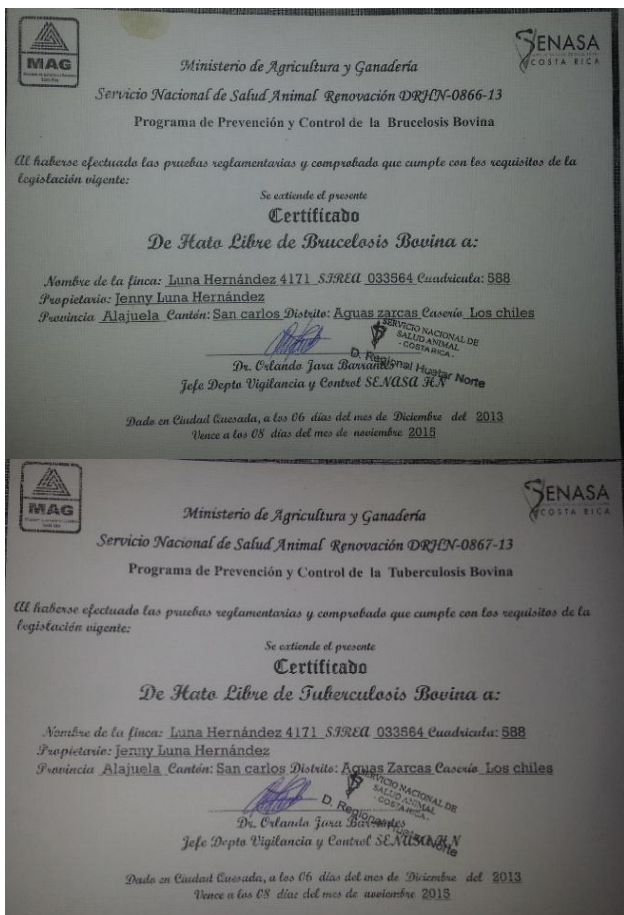 MAG
SENASA
COSTA RICA
Ministerio de Agricultura y Ganadería
Servicio Nacional de Salud Animal Renovación DRHN-0866-13
Programa de Prevención y Control de la Brucelosis Bovina
Al haberse efectuado las pruebas reglamentarias y comprobado que cumple con los requisitos de la
legislación vigente:
Se extiende el presente
Certificado
De Hato Libre de Brucelosis Bovina a:
Nombre de la finca: Luna Hernández 4171 SIREA 033564 Cuadricula: 588
Propietario: Jenny Luna Hernández
Provincia Alajuela Cantón: San carlos Distrito: Aguas zarcas Caserío Los chiles
SERVICIO NACIONAL DE
SALUD ANIMAL
- COSTA RICA -
D. Regional Huetar Norte
Dr. Orlando Jara Barrantes
Jefe Depto Vigilancia y Control SENASA HN
Dado en Ciudad Quesada, a los 06 días del mes de Diciembre del 2013
Vence a los 08 días del mes de noviembre 2015
MAG
SENASA
COSTA RICA
Ministerio de Agricultura y Ganadería
Servicio Nacional de Salud Animal Renovación DRHN-0867-13
Programa de Prevención y Control de la Tuberculosis Bovina
Al haberse efectuado las pruebas reglamentarias y comprobado que cumple con los requisitos de la
legislación vigente:
Se extiende el presente
Certificado
De Hato Libre de Tuberculosis Bovina a:
Nombre de la finca: Luna Hernández 4171 SIREA 033564 Cuadricula: 588
Propietario: Jenny Luna Hernández
Provincia Alajuela Cantón: San carlos Distrito: Aguas Zarcas Caserío Los chiles
SERVICIO NACIONAL DE
SALUD ANIMAL
- COSTA RICA -
D. Regional Huetar Norte
Dr. Orlando Jara Barrantes
Jefe Depto Vigilancia y Control SENASA H.N
Dado en Ciudad Quesada, a los 06 días del mes de Diciembre del 2013
Vence a los 08 días del mes de noviembre 2015